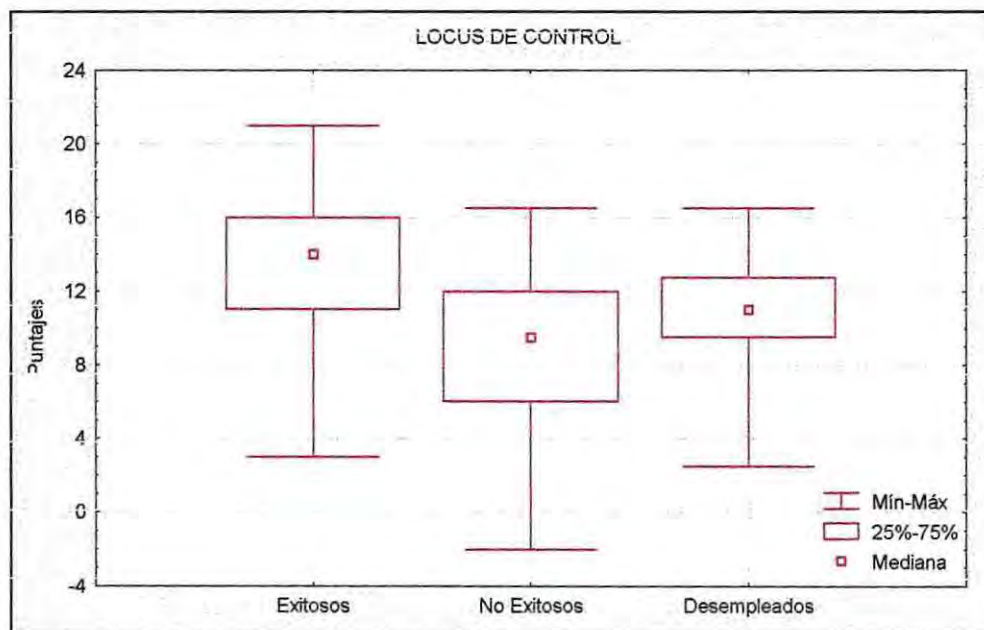 LOCUS DE CONTROL
24
20
16
12
8
4
0
-4
Puntajes
Exitosos
No Exitosos
Desempleados
Mín-Máx
25%-75%
Mediana